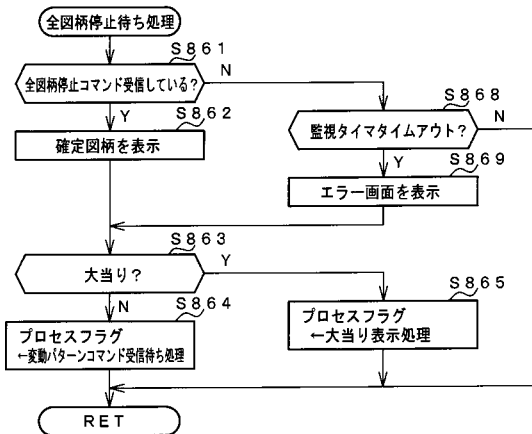 全図柄停止待ち処理
S861
全図柄停止コマンド受信している?
N
Y
S862
確定図柄を表示
S868
監視タイマタイムアウト?
N
Y
S869
エラー画面を表示
S863
大当り?
Y
N
S864
プロセスフラグ
←変動パターンコマンド受信待ち処理
S865
プロセスフラグ
←大当り表示処理
RET